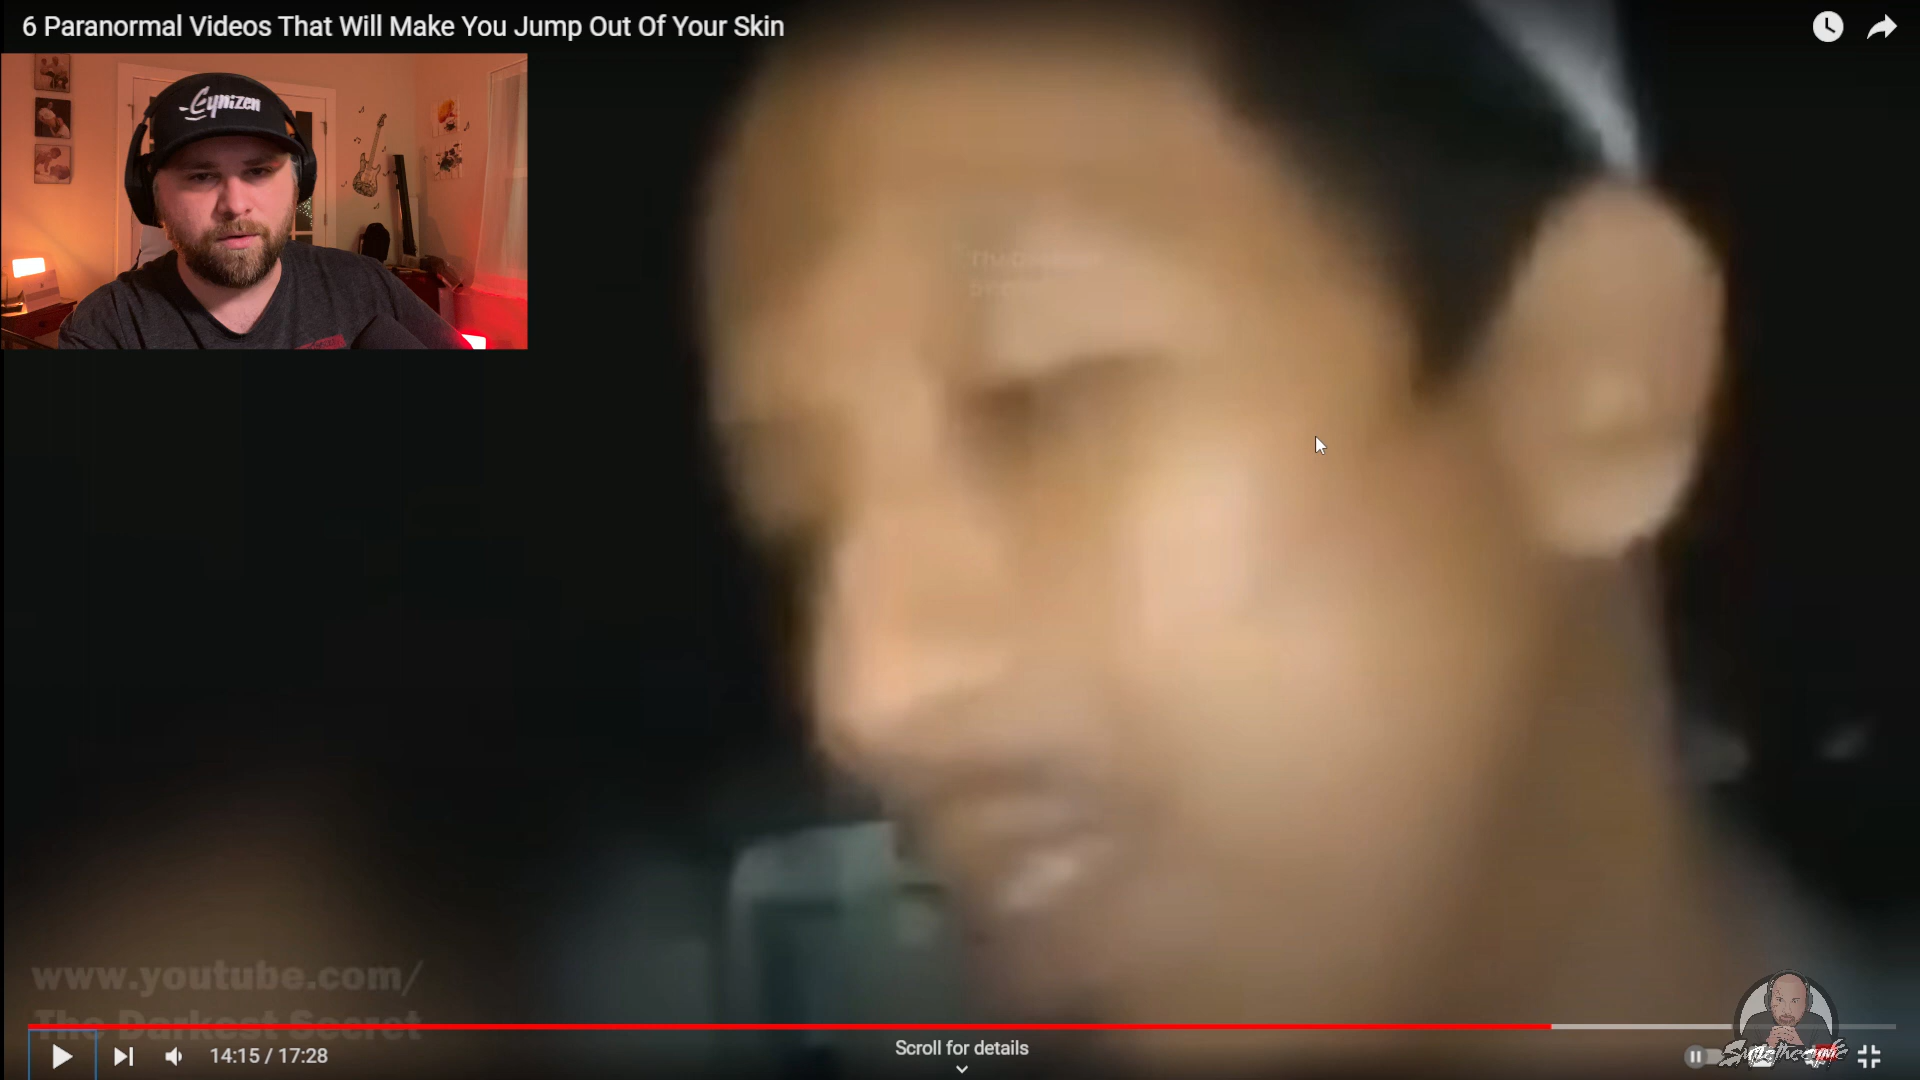 6 Paranormal Videos That Will Make You Jump Out Of Your Skin
Cynizen
www.youtube.com/
The Darkest Secret
14:15 / 17:28
Scroll for details